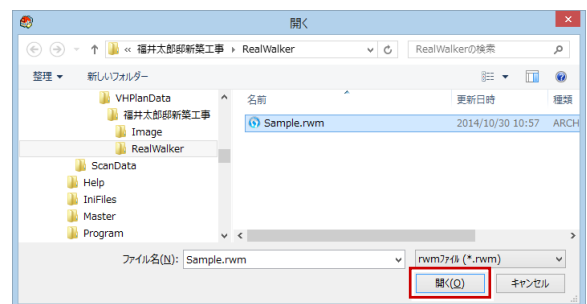 開く
« 福井太郎邸新築工事 ▸ RealWalker
RealWalkerの検索
整理 ▼ 新しいフォルダー
VHPlanData
福井太郎邸新築工事
Image
RealWalker
ScanData
Help
IniFiles
Master
Program
名前 更新日時 種類
Sample.rwm 2014/10/30 10:57 ARCH
ファイル名(N): Sample.rwm
rwmファイル (*.rwm)
開く(O) キャンセル